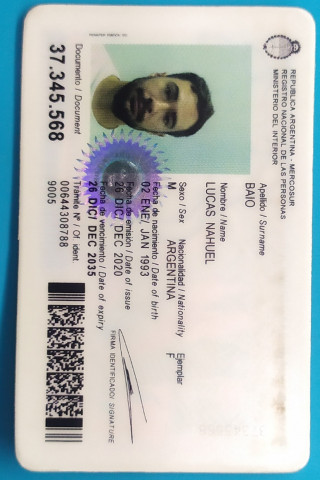 REPUBLICA ARGENTINA - MERCOSUR
REGISTRO NACIONAL DE LAS PERSONAS
MINISTERIO DEL INTERIOR
Apellido / Surname
BAIO
Nombre / Name
LUCAS NAHUEL
Sexo / Sex Nacionalidad / Nationality Ejemplar
M ARGENTINA F
Fecha de nacimiento / Date of birth
02 ENE/ JAN 1993
Fecha de emisión / Date of issue
26 DIC/ DEC 2020
Fecha de vencimiento / Date of expiry
26 DIC/ DEC 2035
FIRMA IDENTIFICADO/ SIGNATURE
Documento / Document
37.345.568
Trámite N° / Of. ident.
00644308788
9005